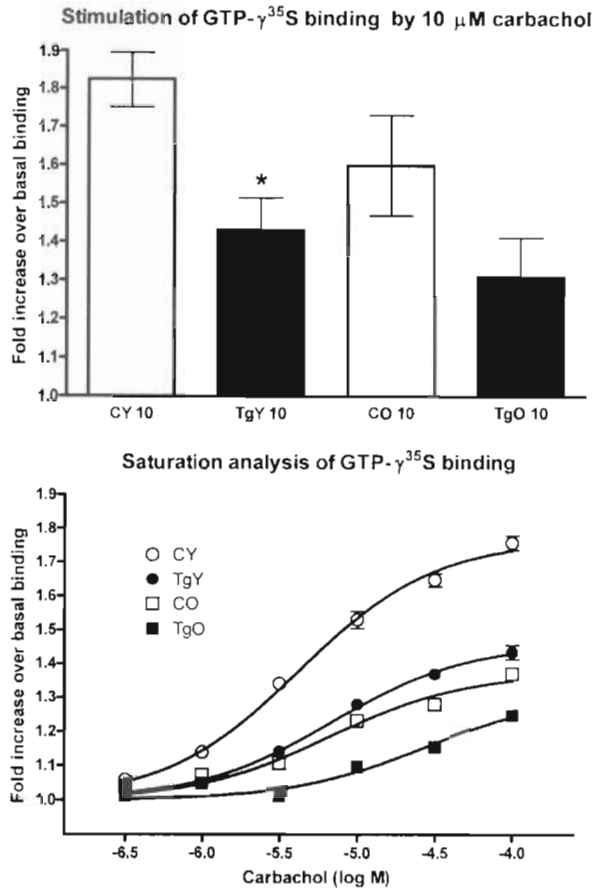 Stimulation of GTP-γ³⁵S binding by 10 μM carbachol
Fold increase over basal binding
1.9
1.8
1.7
1.6
1.5
1.4
1.3
1.2
1.1
1.0
*
CY 10
TgY 10
CO 10
TgO 10
Saturation analysis of GTP-γ³⁵S binding
Fold increase over basal binding
1.9
1.8
1.7
1.6
1.5
1.4
1.3
1.2
1.1
1.0
CY
TgY
CO
TgO
-6.5
-6.0
-5.5
-5.0
-4.5
-4.0
Carbachol (log M)